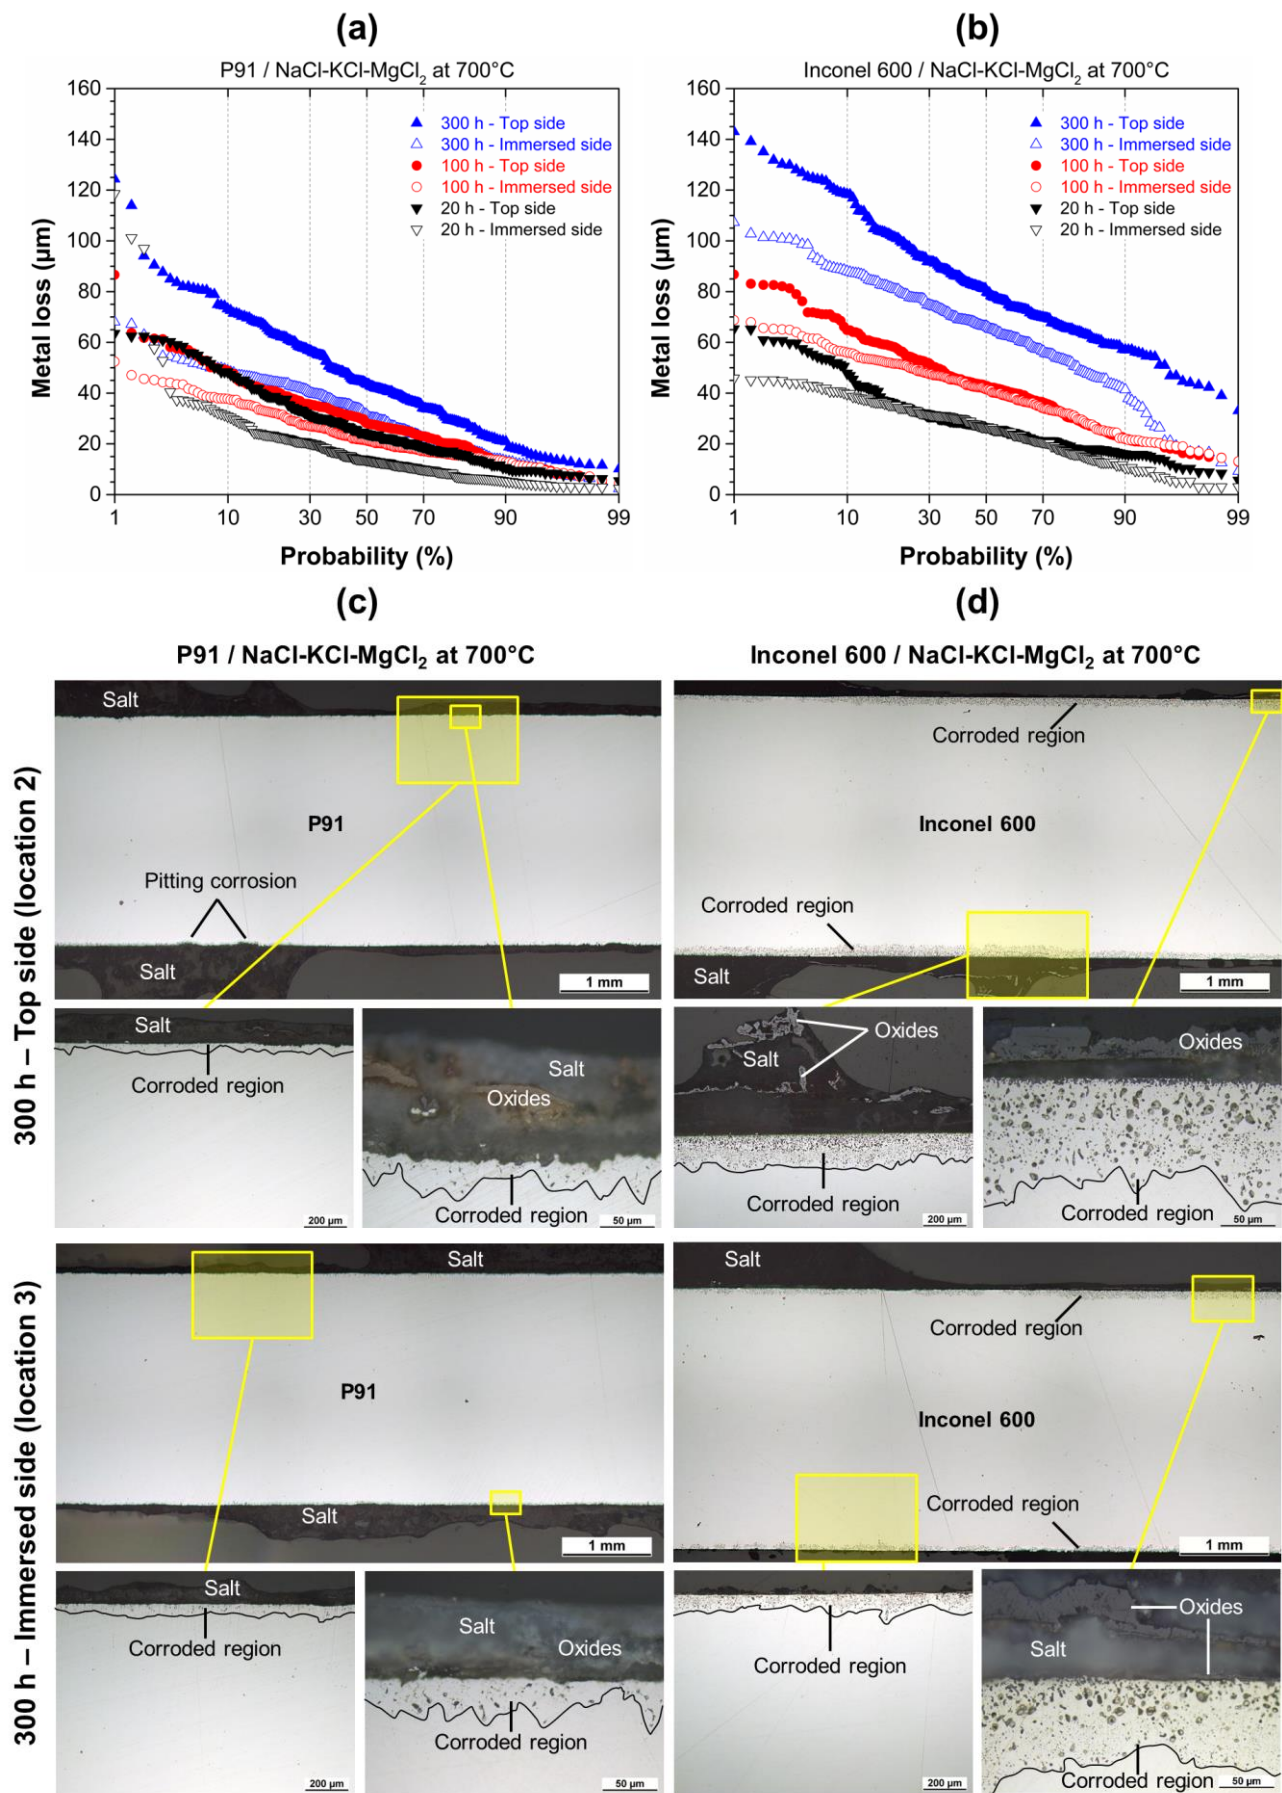 (a)
P91 / NaCl-KCl-MgCl₂ at 700°C
160
140
120
100
80
60
40
20
0
Metal loss (µm)
300 h - Top side
300 h - Immersed side
100 h - Top side
100 h - Immersed side
20 h - Top side
20 h - Immersed side
1 10 30 50 70 90 99
Probability (%)
(b)
Inconel 600 / NaCl-KCl-MgCl₂ at 700°C
160
140
120
100
80
60
40
20
0
Metal loss (µm)
300 h - Top side
300 h - Immersed side
100 h - Top side
100 h - Immersed side
20 h - Top side
20 h - Immersed side
1 10 30 50 70 90 99
Probability (%)
(c)
P91 / NaCl-KCl-MgCl₂ at 700°C
(d)
Inconel 600 / NaCl-KCl-MgCl₂ at 700°C
300 h – Top side (location 2)
Salt
P91
Pitting corrosion
Salt
1 mm
Corroded region
Inconel 600
Corroded region
Salt
1 mm
Salt
Corroded region
200 µm
Salt
Oxides
Corroded region
50 µm
Oxides
Salt
Corroded region
200 µm
Oxides
Corroded region
50 µm
300 h – Immersed side (location 3)
Salt
P91
Salt
1 mm
Salt
Corroded region
Inconel 600
Corroded region
1 mm
Salt
Corroded region
200 µm
Salt
Oxides
Corroded region
50 µm
Corroded region
200 µm
Oxides
Salt
Corroded region
50 µm